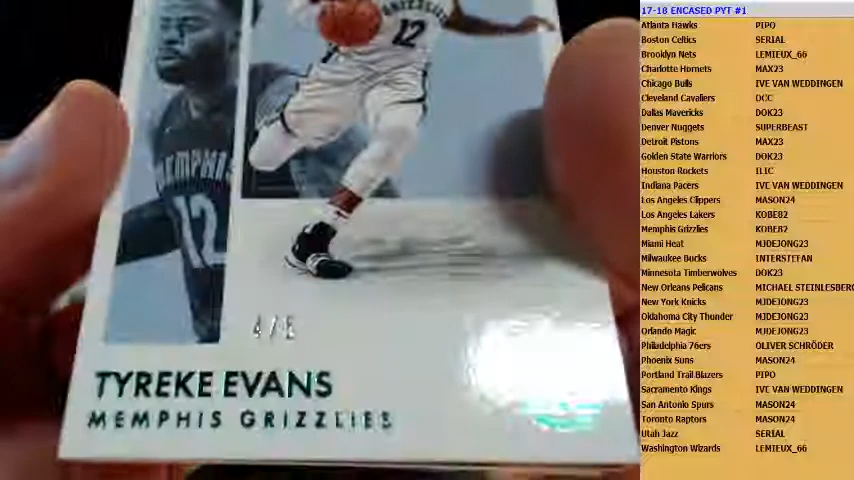 GRIZZLIES
12
MEMPHIS
12
4/5
TYREKE EVANS
MEMPHIS GRIZZLIES
17-18 ENCASED PYT #1
Atlanta Hawks PIPO
Boston Celtics SERIAL
Brooklyn Nets LEMIEUX_66
Charlotte Hornets MAX23
Chicago Bulls IVE VAN WEDDINGEN
Cleveland Cavaliers DCC
Dallas Mavericks DOK23
Denver Nuggets SUPERBEAST
Detroit Pistons MAX23
Golden State Warriors DOK23
Houston Rockets ILIC
Indiana Pacers IVE VAN WEDDINGEN
Los Angeles Clippers MASON24
Los Angeles Lakers KOBE82
Memphis Grizzlies KOBE82
Miami Heat MJDEJONG23
Milwaukee Bucks INTERSTEFAN
Minnesota Timberwolves DOK23
New Orleans Pelicans MICHAEL STEINLESBERG
New York Knicks MJDEJONG23
Oklahoma City Thunder MJDEJONG23
Orlando Magic MJDEJONG23
Philadelphia 76ers OLIVER SCHRÖDER
Phoenix Suns MASON24
Portland Trail Blazers PIPO
Sacramento Kings IVE VAN WEDDINGEN
San Antonio Spurs MASON24
Toronto Raptors MASON24
Utah Jazz SERIAL
Washington Wizards LEMIEUX_66